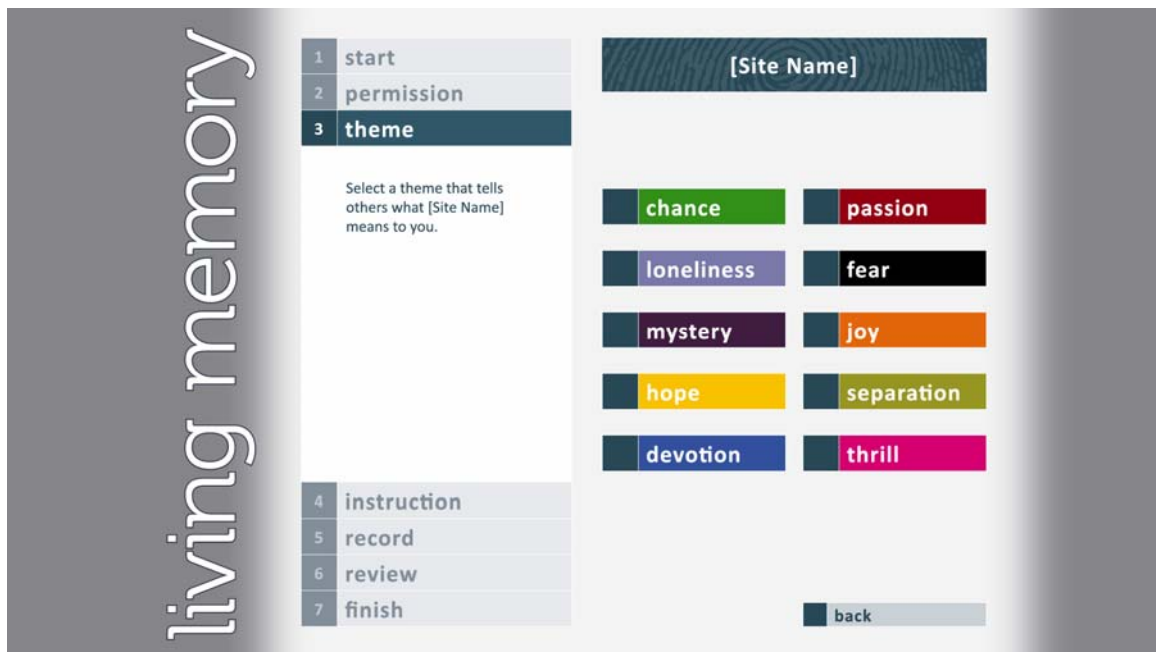 living memory
1 start
2 permission
3 theme
Select a theme that tells
others what [Site Name]
means to you.
4 instruction
5 record
6 review
7 finish
[Site Name]
chance
passion
loneliness
fear
mystery
joy
hope
separation
devotion
thrill
back